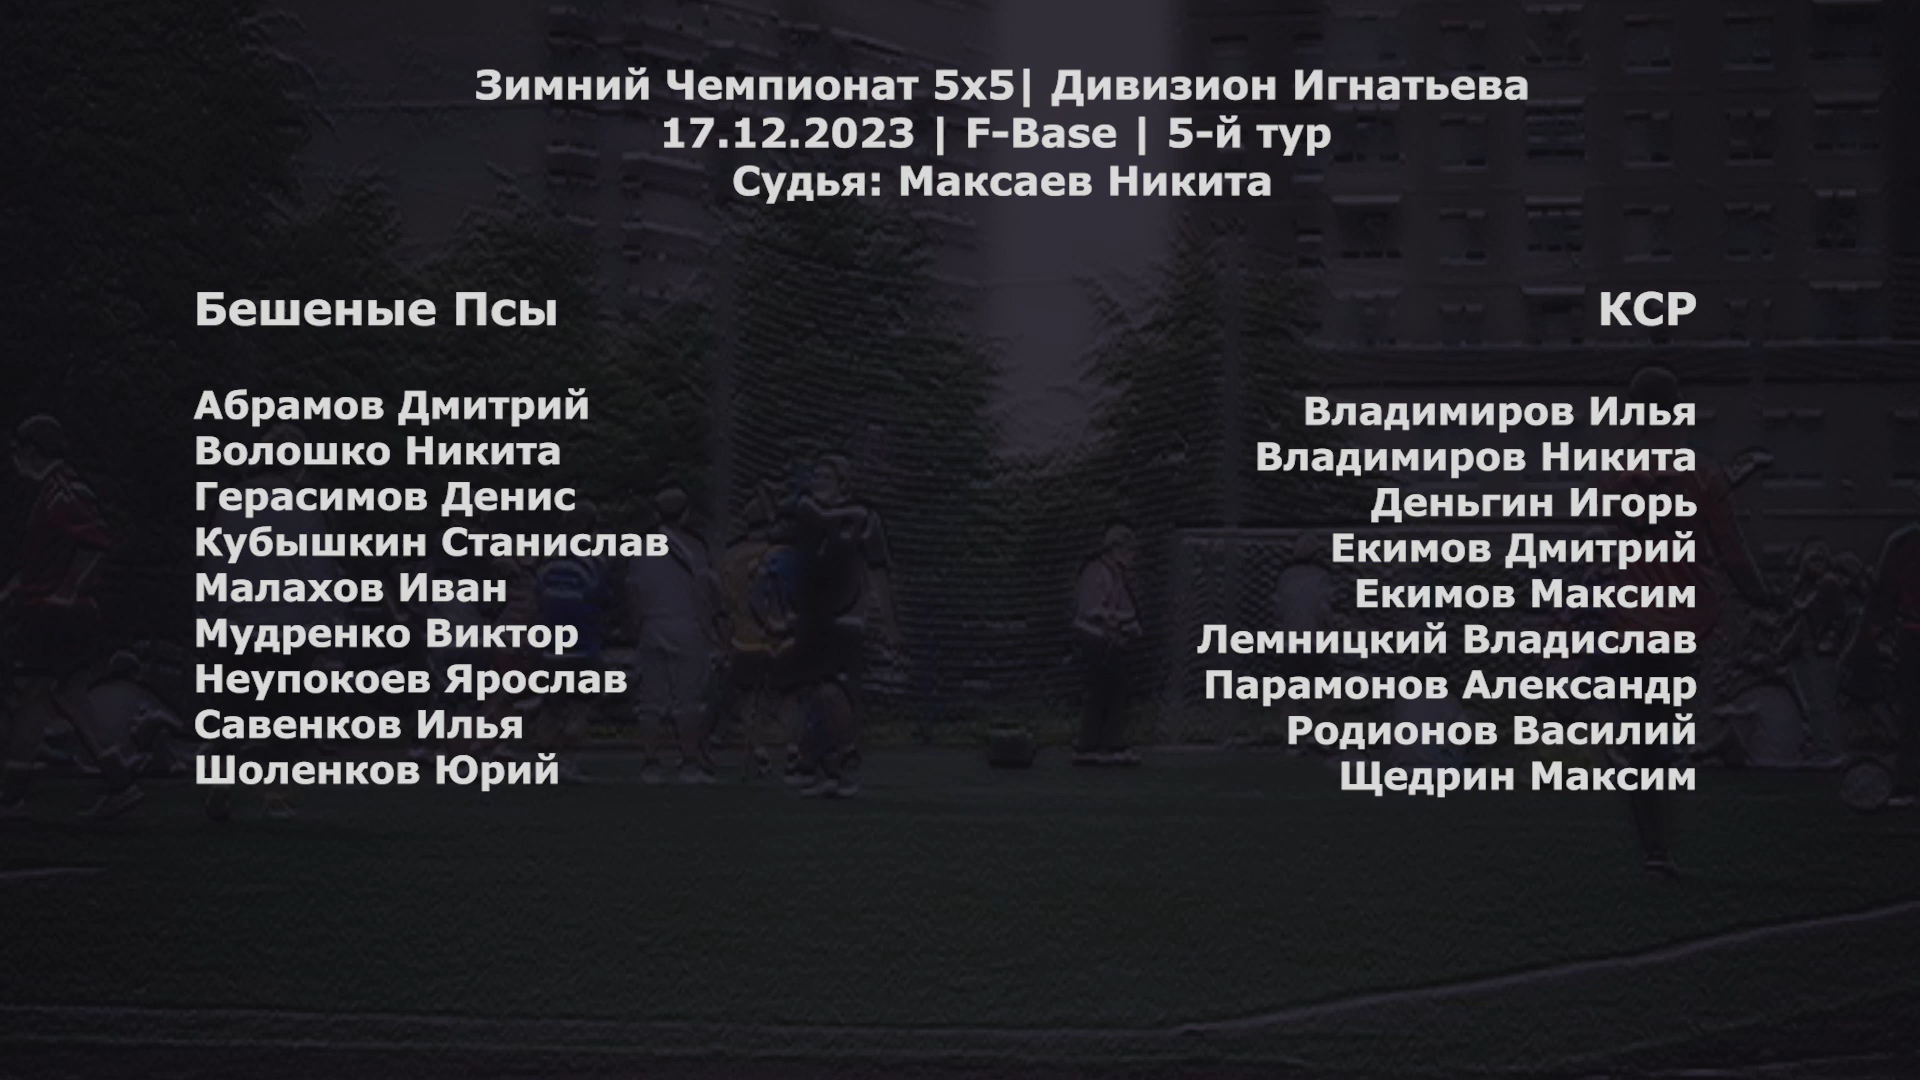 Зимний Чемпионат 5x5| Дивизион Игнатьева
17.12.2023 | F-Base | 5-й тур
Судья: Максаев Никита
Бешеные Псы
Абрамов Дмитрий
Волошко Никита
Герасимов Денис
Кубышкин Станислав
Малахов Иван
Мудренко Виктор
Неупокоев Ярослав
Савенков Илья
Шоленков Юрий
КСР
Владимиров Илья
Владимиров Никита
Деньгин Игорь
Екимов Дмитрий
Екимов Максим
Лемницкий Владислав
Парамонов Александр
Родионов Василий
Щедрин Максим